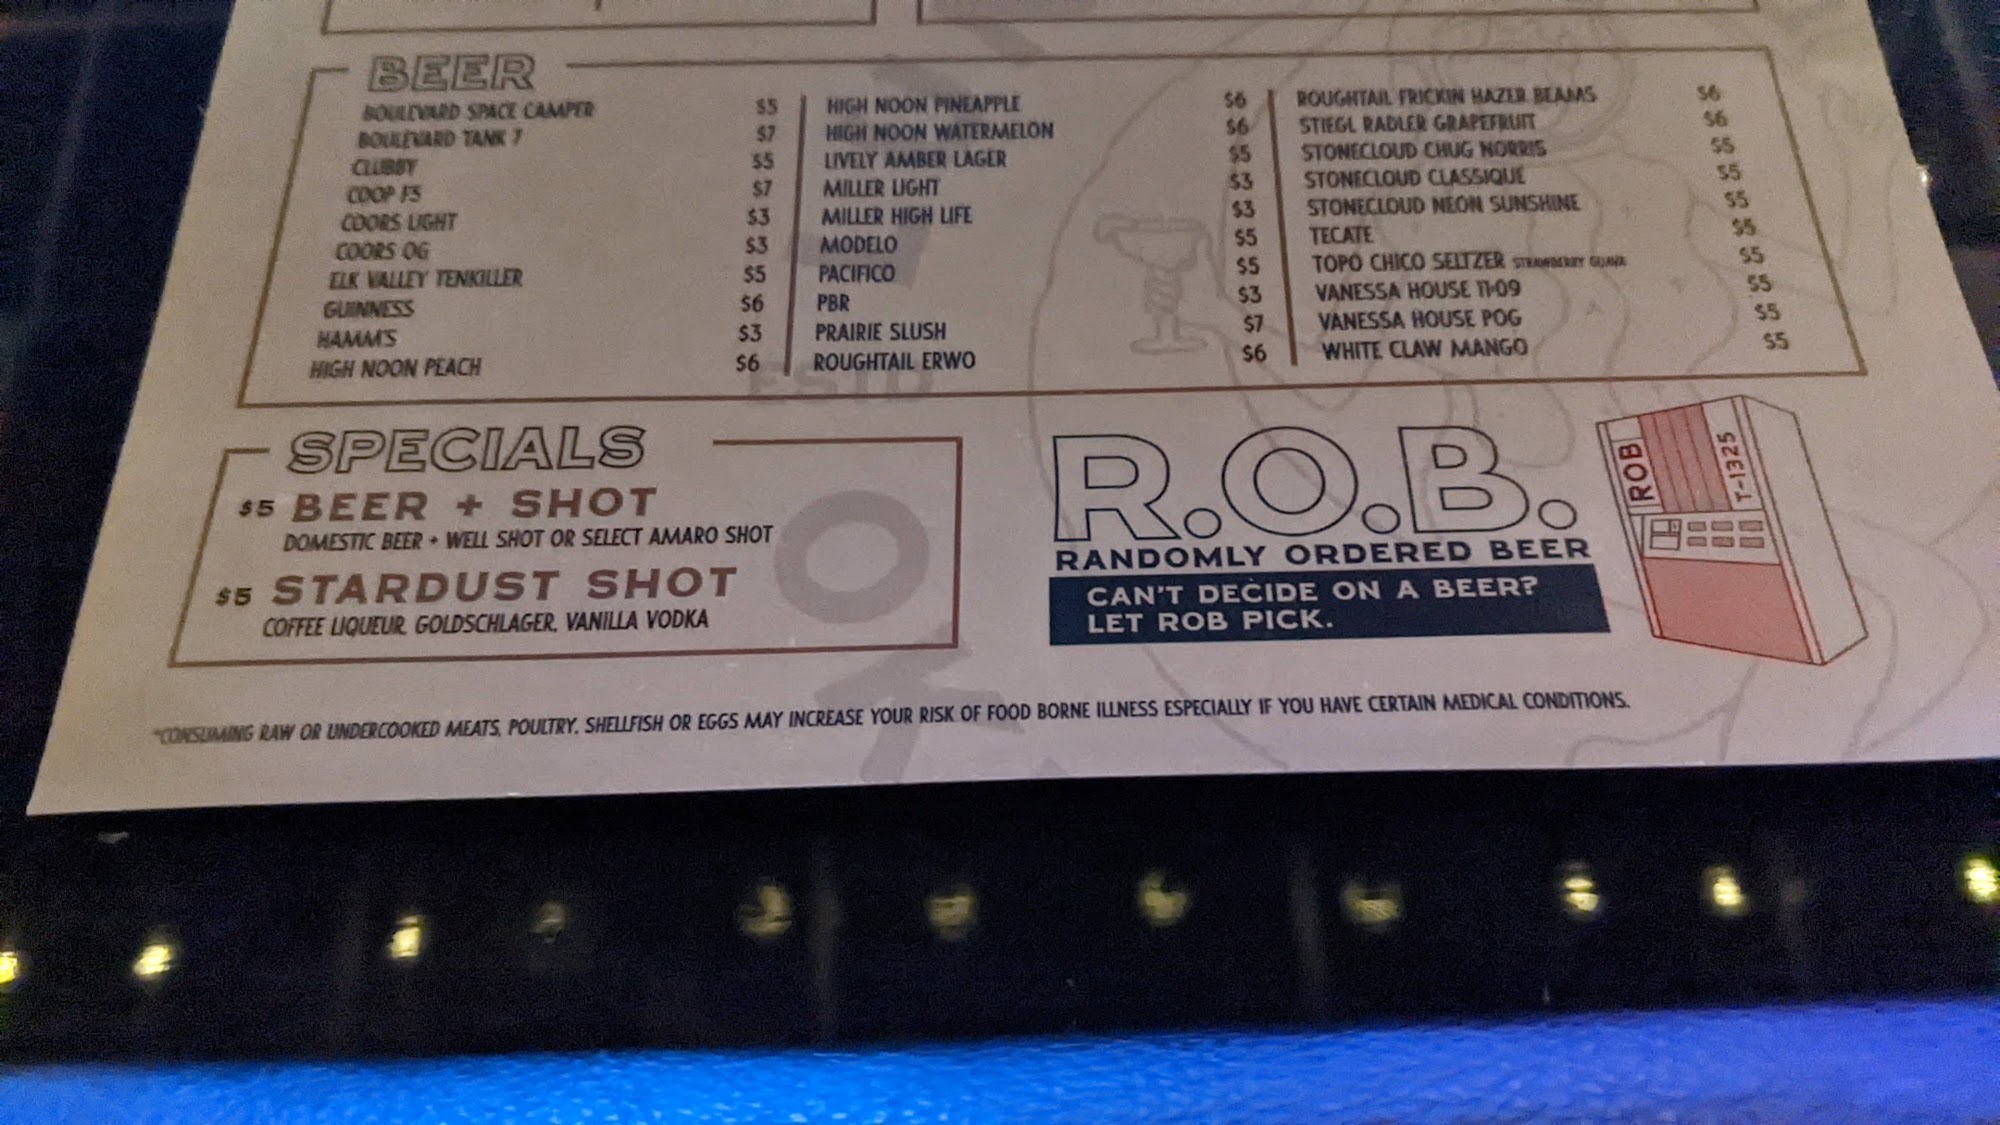 BEER
BOULEVARD SPACE CAMPER $5
BOULEVARD TANK 7 $7
CLUBBY $5
COOP F5 $7
COORS LIGHT $3
COORS OG $3
ELK VALLEY TENKILLER $5
GUINNESS $6
HAMM'S $3
HIGH NOON PEACH $6
HIGH NOON PINEAPPLE $6
HIGH NOON WATERMELON $6
LIVELY AMBER LAGER $5
MILLER LIGHT $3
MILLER HIGH LIFE $3
MODELO $5
PACIFICO $5
PBR $3
PRAIRIE SLUSH $7
ROUGHTAIL ERWO $6
ROUGHTAIL FRICKIN HAZER BEAMS $6
STIEGL RADLER GRAPEFRUIT $6
STONECLOUD CHUG NORRIS $5
STONECLOUD CLASSIQUE $5
STONECLOUD NEON SUNSHINE $5
TECATE $5
TOPO CHICO SELTZER STRAWBERRY GUAVA $5
VANESSA HOUSE 11-09 $5
VANESSA HOUSE POG $5
WHITE CLAW MANGO $5
SPECIALS
$5 BEER + SHOT
DOMESTIC BEER + WELL SHOT OR SELECT AMARO SHOT
$5 STARDUST SHOT
COFFEE LIQUEUR, GOLDSCHLAGER, VANILLA VODKA
R.O.B.
RANDOMLY ORDERED BEER
CAN'T DECIDE ON A BEER?
LET ROB PICK.
ROB
T-1325
ESTD
*CONSUMING RAW OR UNDERCOOKED MEATS, POULTRY, SHELLFISH OR EGGS MAY INCREASE YOUR RISK OF FOOD BORNE ILLNESS ESPECIALLY IF YOU HAVE CERTAIN MEDICAL CONDITIONS.